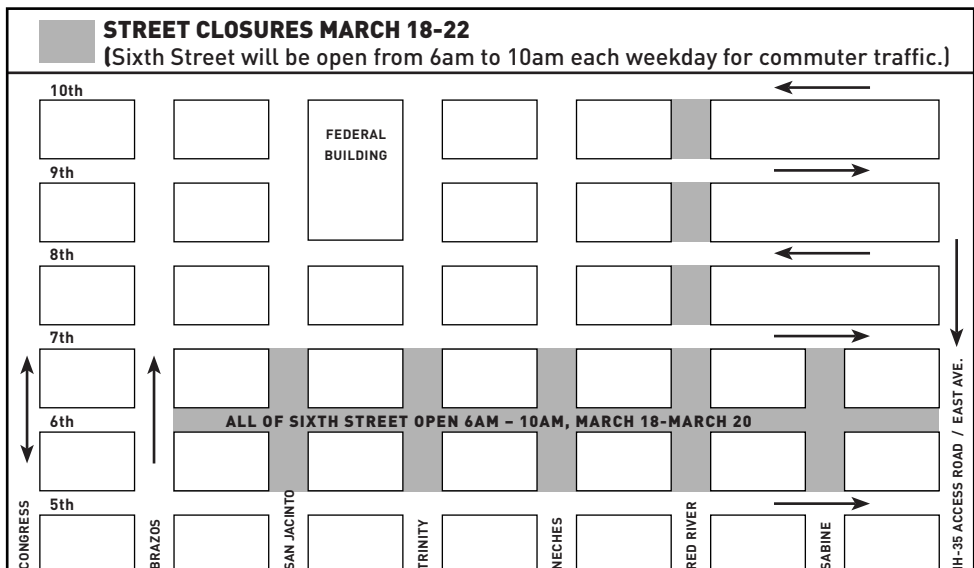 STREET CLOSURES MARCH 18-22
(Sixth Street will be open from 6am to 10am each weekday for commuter traffic.)
10th
FEDERAL
BUILDING
9th
8th
7th
ALL OF SIXTH STREET OPEN 6AM – 10AM, MARCH 18-MARCH 20
6th
5th
CONGRESS
BRAZOS
SAN JACINTO
TRINITY
NECHES
RED RIVER
SABINE
IH-35 ACCESS ROAD / EAST AVE.